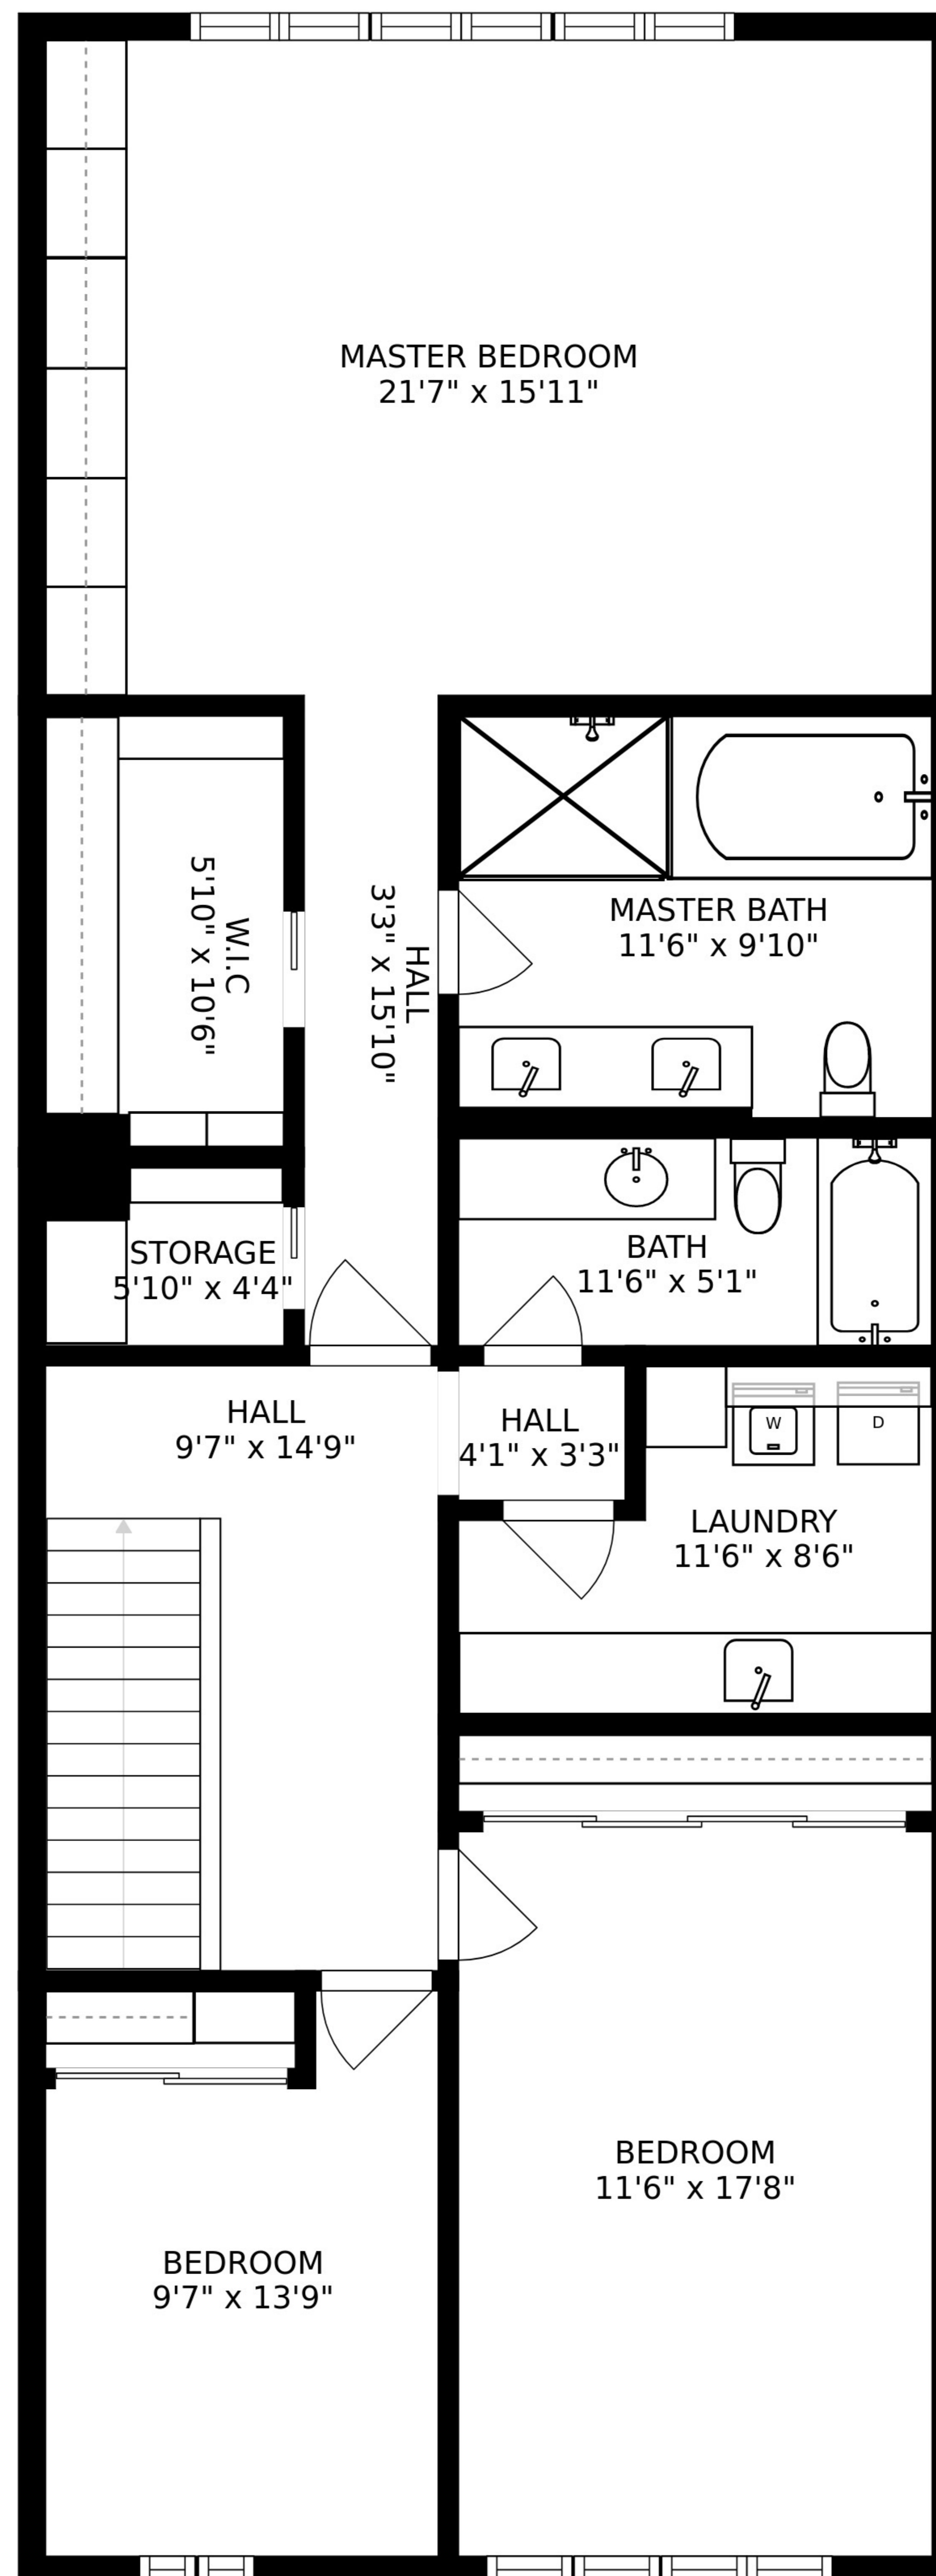 MASTER BEDROOM
21'7" x 15'11"
W.I.C
5'10" x 10'6"
HALL
3'3" x 15'10"
MASTER BATH
11'6" x 9'10"
STORAGE
5'10" x 4'4"
BATH
11'6" x 5'1"
HALL
9'7" x 14'9"
HALL
4'1" x 3'3"
W
D
LAUNDRY
11'6" x 8'6"
BEDROOM
11'6" x 17'8"
BEDROOM
9'7" x 13'9"